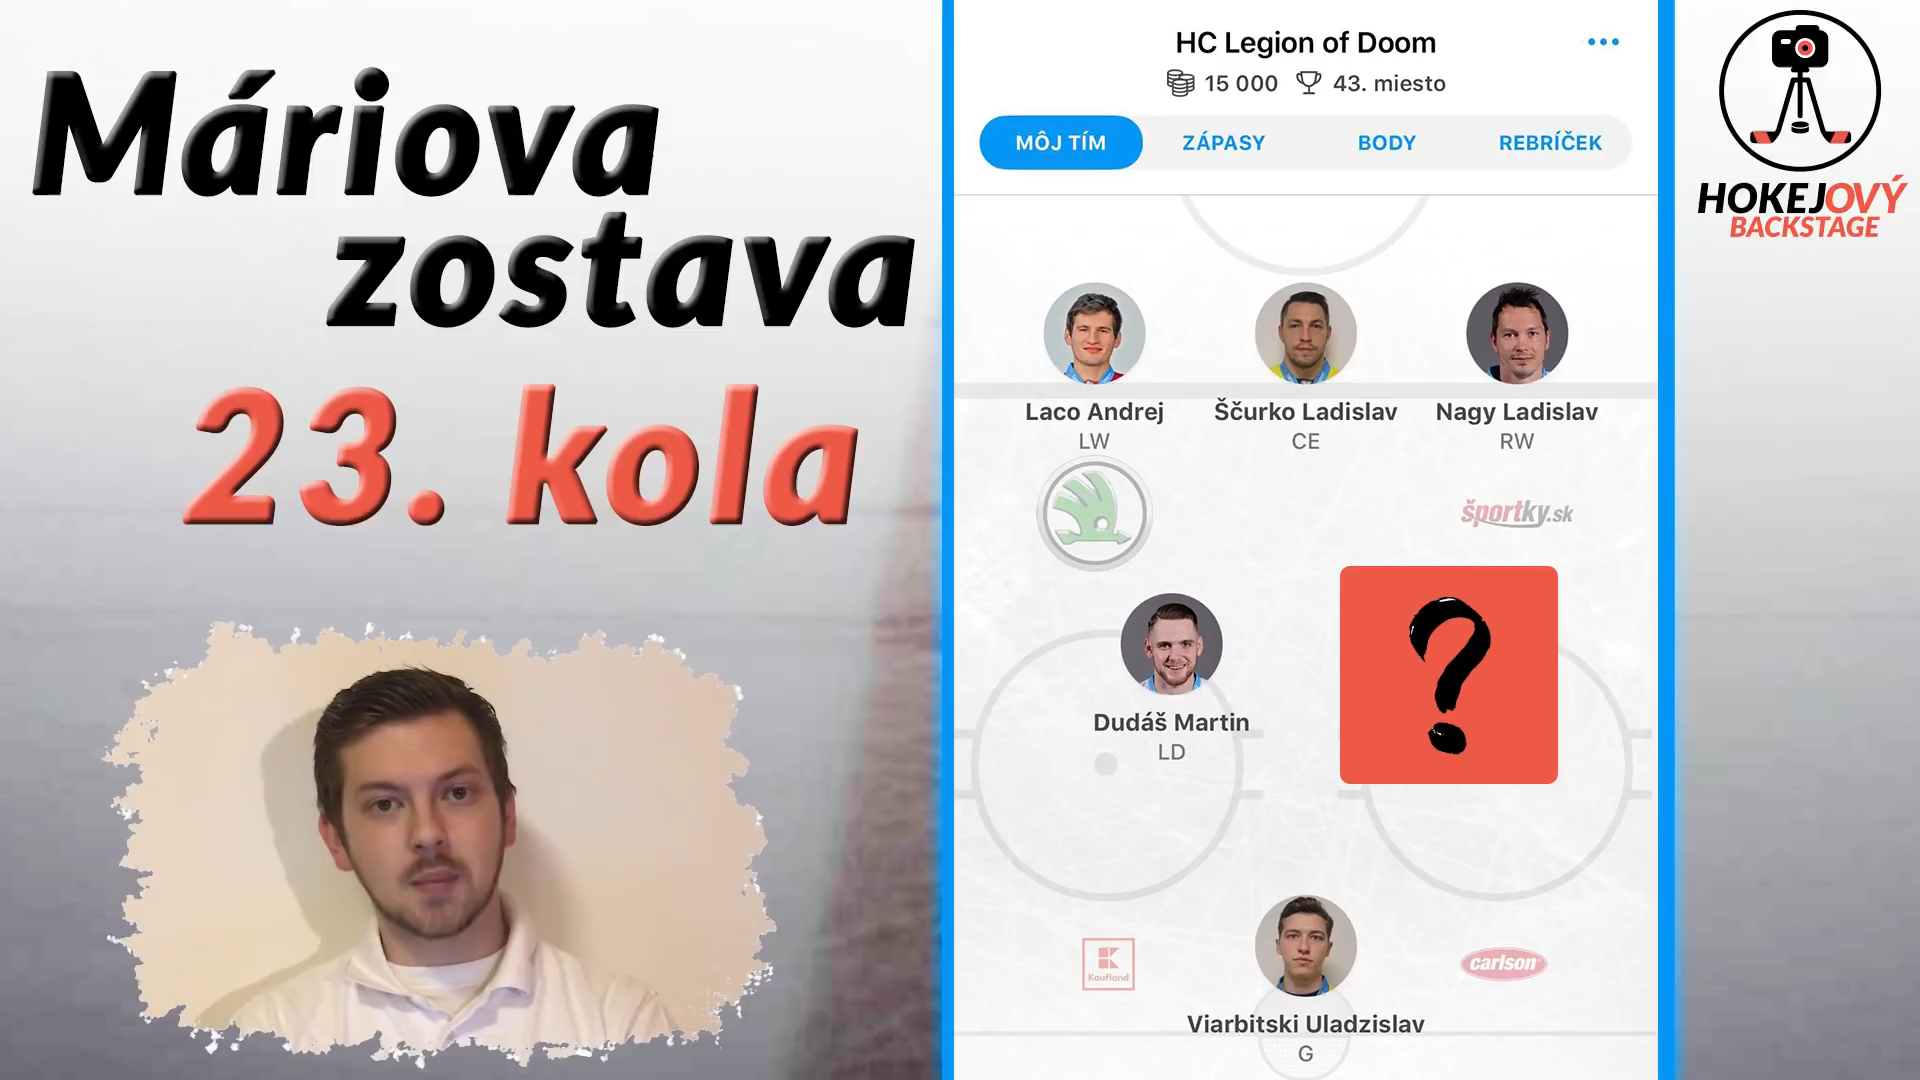 Máriova
zostava
23. kola
HC Legion of Doom
15 000 43. miesto
MÔJ TÍM ZÁPASY BODY REBRÍČEK
Laco Andrej Ščurko Ladislav Nagy Ladislav
LW CE RW
športky.sk
?
Dudáš Martin
LD
Kaufland
carlson
Viarbitski Uladzislav
G
HOKEJOVÝ
BACKSTAGE